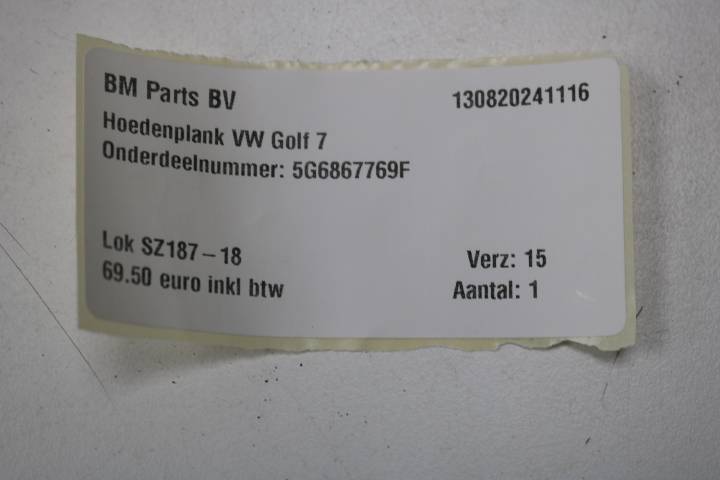 BM Parts BV 130820241116
Hoedenplank VW Golf 7
Onderdeelnummer: 5G6867769F
Lok SZ187-18 Verz: 15
69.50 euro inkl btw Aantal: 1